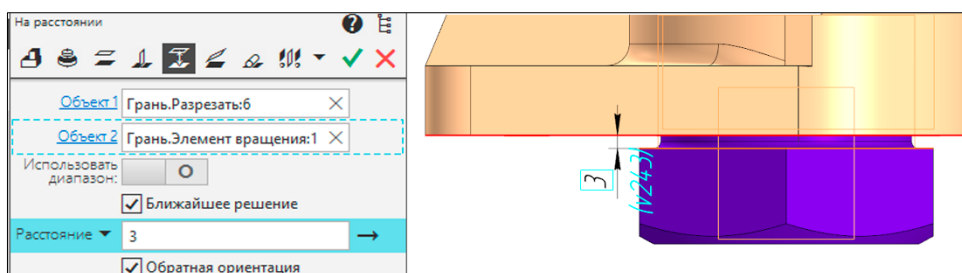 На расстоянии
Объект 1 Грань.Разрезать:6
Объект 2 Грань.Элемент вращения:1
Использовать
диапазон:
Ближайшее решение
Расстояние 3
Обратная ориентация
3
(v243)